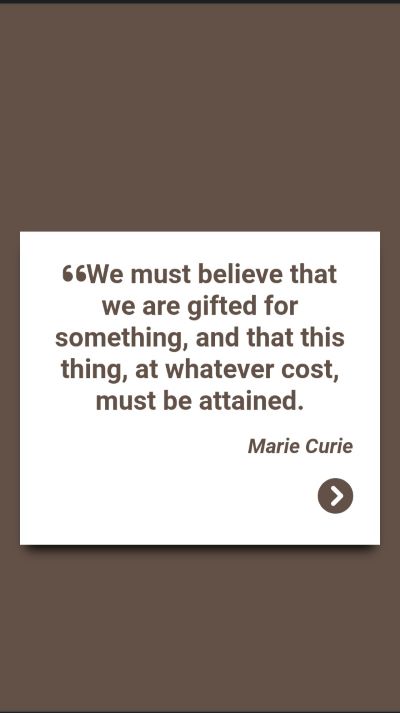 “We must believe that
we are gifted for
something, and that this
thing, at whatever cost,
must be attained.
Marie Curie